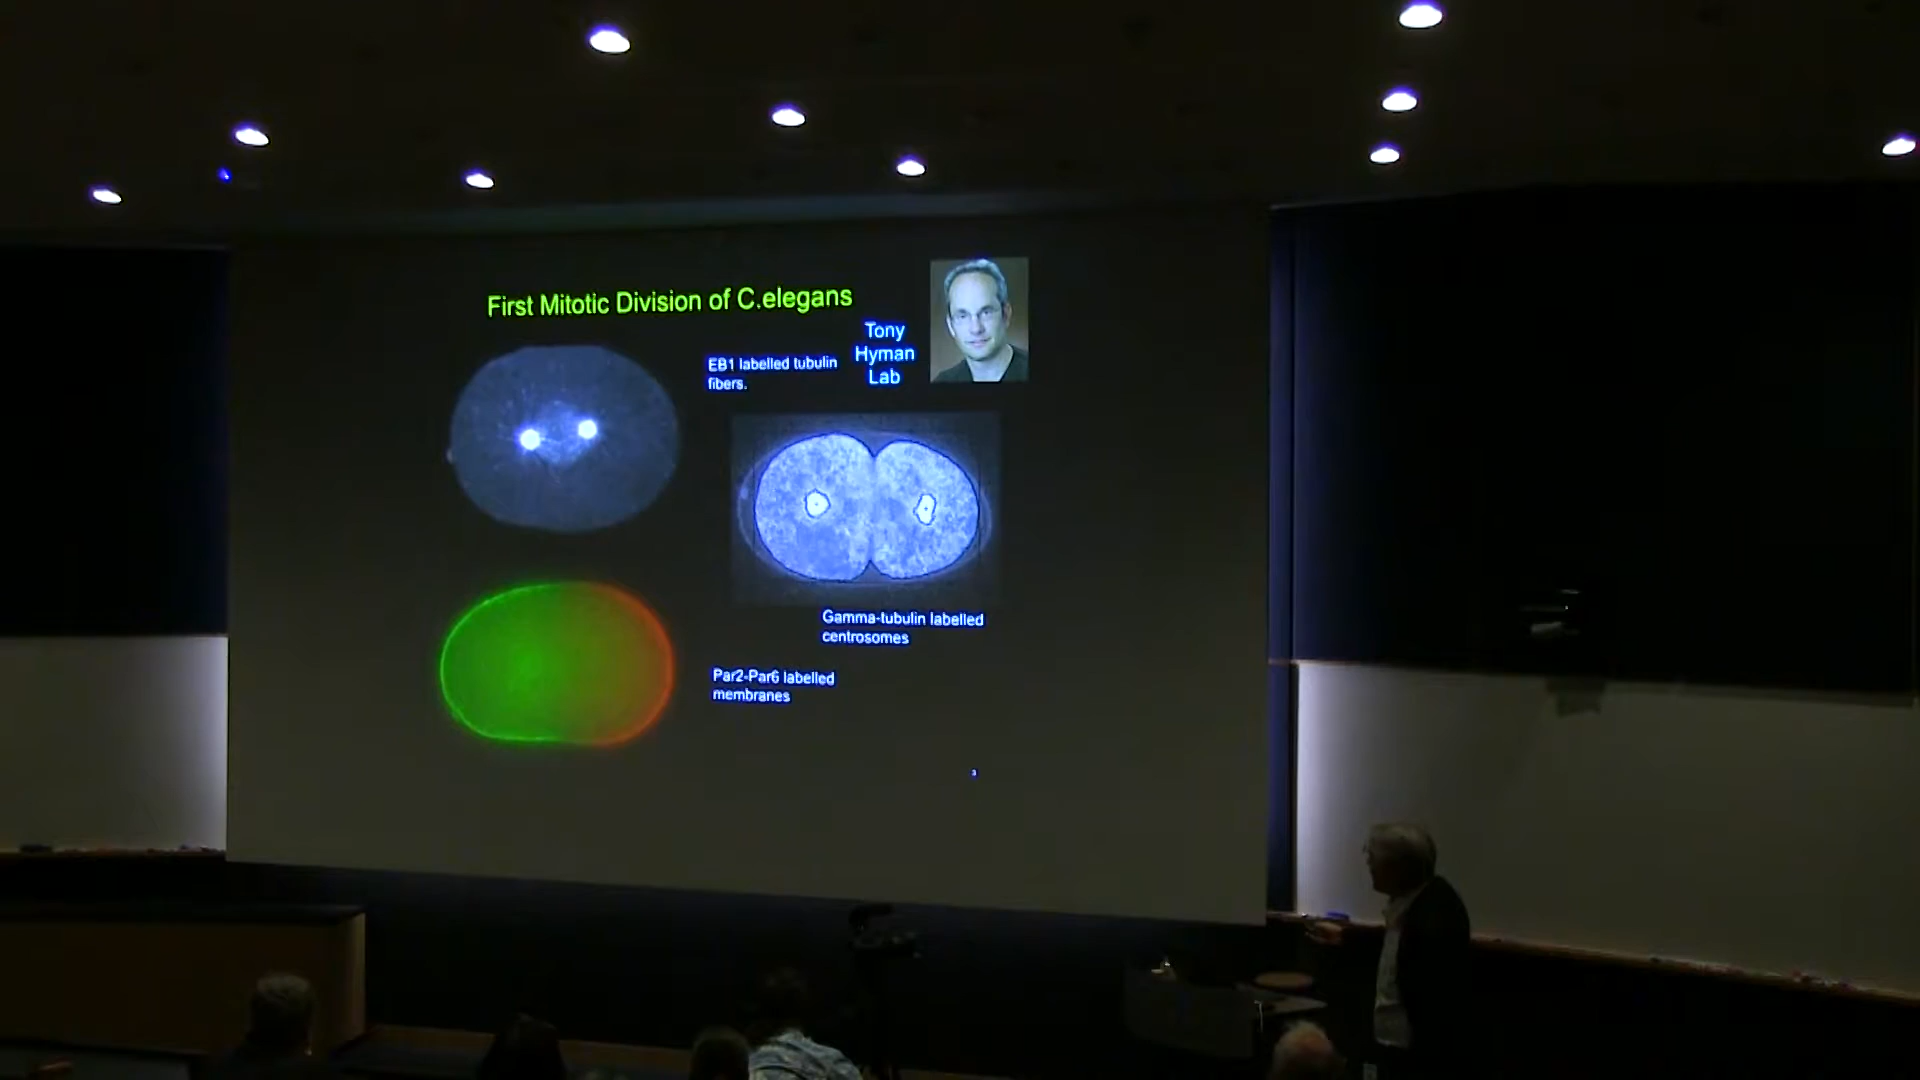 First Mitotic Division of C.elegans
EB1 labelled tubulin
fibers.
Tony
Hyman
Lab
Gamma-tubulin labelled
centrosomes
Par2-Par6 labelled
membranes
3